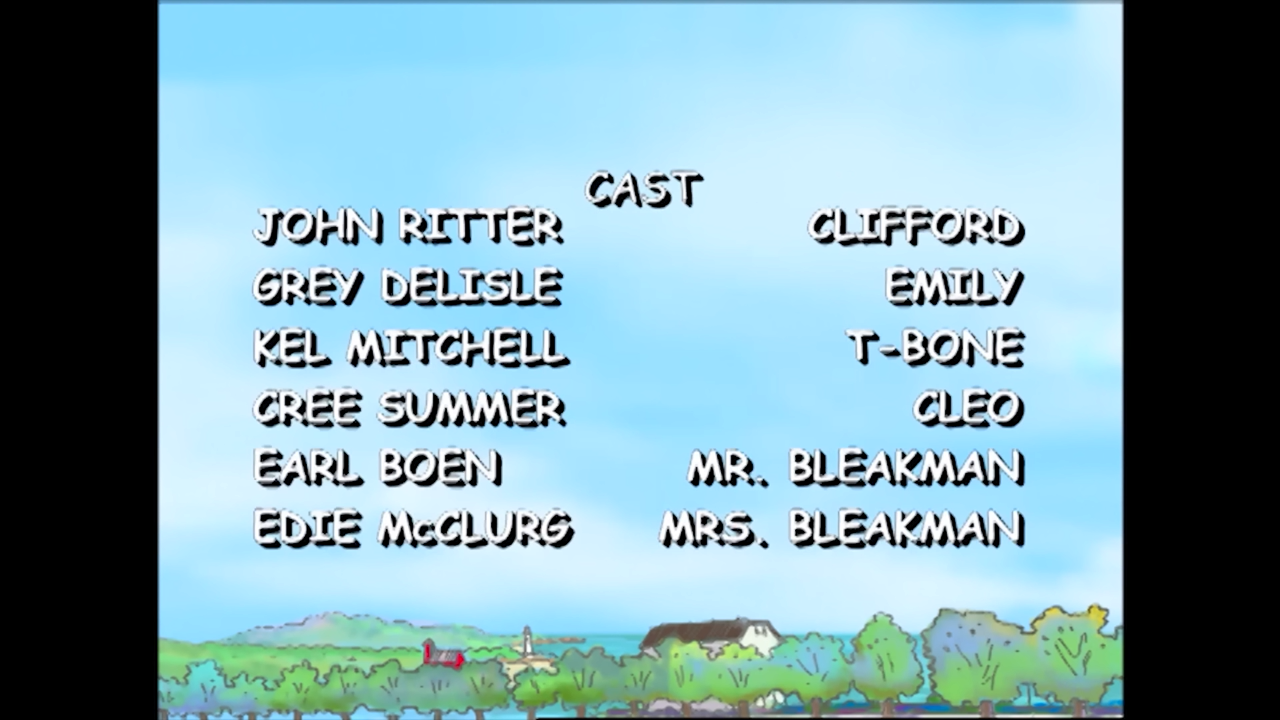 CAST
JOHN RITTER CLIFFORD
GREY DELISLE EMILY
KEL MITCHELL T-BONE
CREE SUMMER CLEO
EARL BOEN MR. BLEAKMAN
EDIE McCLURG MRS. BLEAKMAN